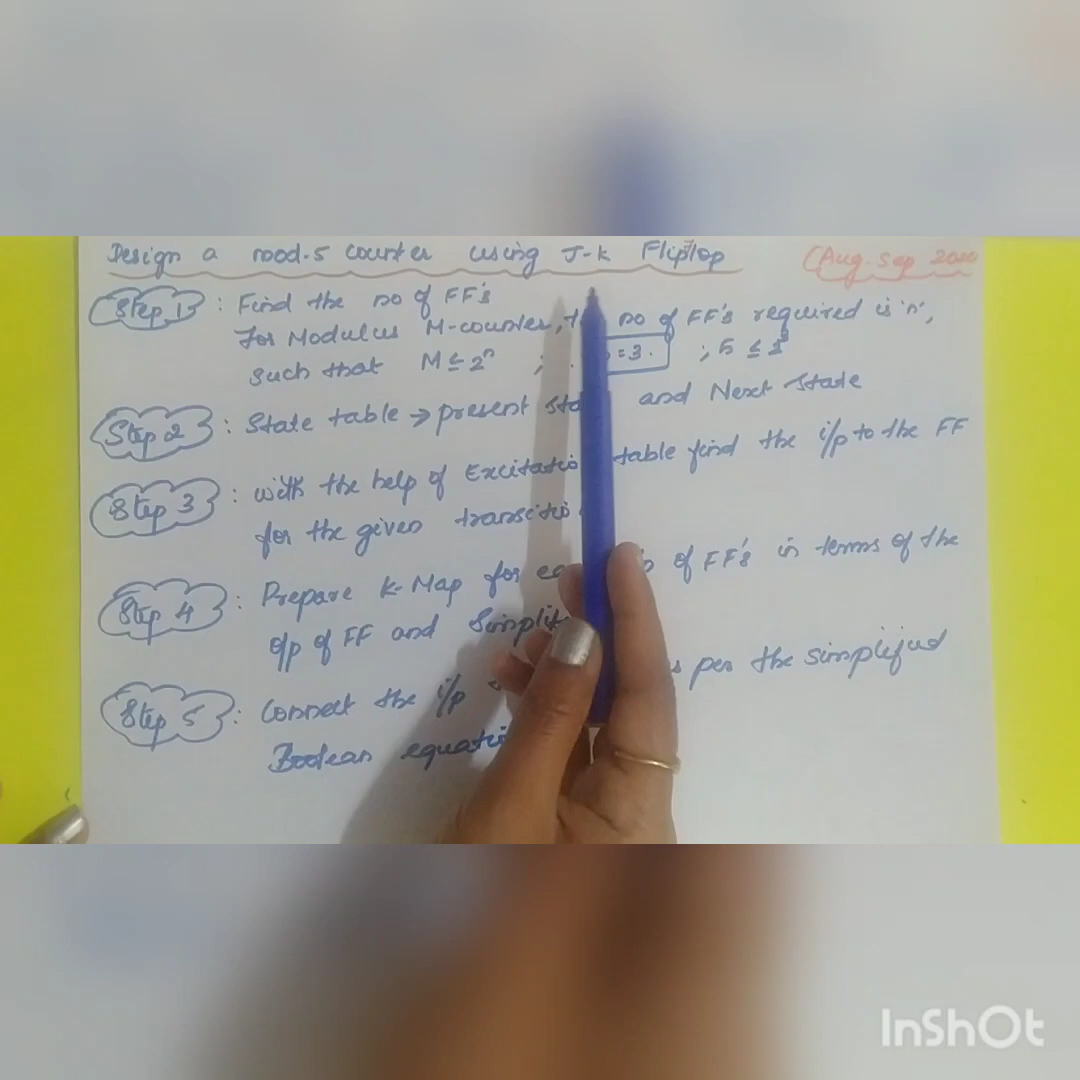 Design a mod-5 counter using J-K Flipflop (Aug-Sep 2020
Step 1: Find the no of FF's
For Modulus M-counter, no of FF's required is 'n',
such that M ≤ 2ⁿ ; =3. ; 5 ≤ 2³
Step 2: State table → present and Next State
Step 3: with the help of Excitation table find the i/p to the FF
for the given
Step 4: Prepare K-Map for of FF's in terms of the
o/p of FF and
Step 5: Connect the i/p per the simplified
Boolean
InShOt